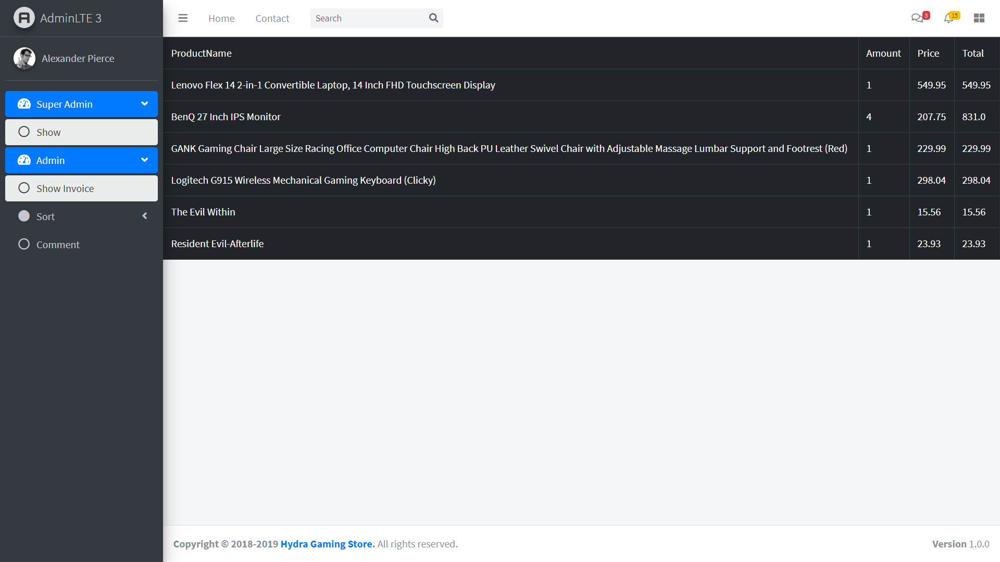 AdminLTE 3
Home Contact Search 3 15
Alexander Pierce
Super Admin
Show
Admin
Show Invoice
Sort
Comment
ProductName Amount Price Total
Lenovo Flex 14 2-in-1 Convertible Laptop, 14 Inch FHD Touchscreen Display 1 549.95 549.95
BenQ 27 Inch IPS Monitor 4 207.75 831.0
GANK Gaming Chair Large Size Racing Office Computer Chair High Back PU Leather Swivel Chair with Adjustable Massage Lumbar Support and Footrest (Red) 1 229.99 229.99
Logitech G915 Wireless Mechanical Gaming Keyboard (Clicky) 1 298.04 298.04
The Evil Within 1 15.56 15.56
Resident Evil-Afterlife 1 23.93 23.93
Copyright © 2018-2019 Hydra Gaming Store. All rights reserved. Version 1.0.0